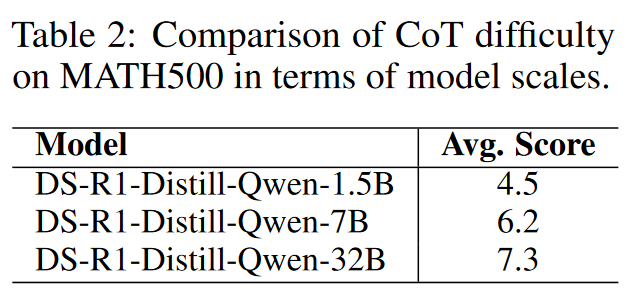 Table 2: Comparison of CoT difficulty
on MATH500 in terms of model scales.
Model Avg. Score
DS-R1-Distill-Qwen-1.5B 4.5
DS-R1-Distill-Qwen-7B 6.2
DS-R1-Distill-Qwen-32B 7.3